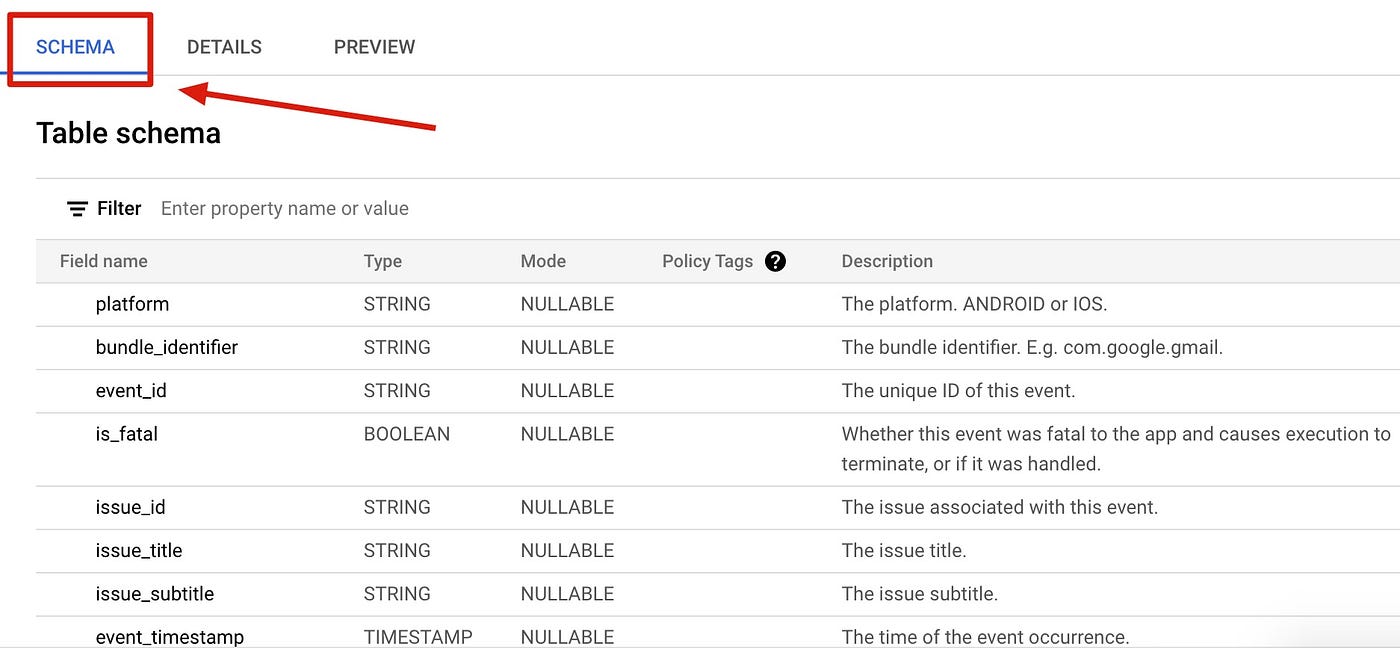 SCHEMA DETAILS PREVIEW
Table schema
Filter Enter property name or value
Field name Type Mode Policy Tags ? Description
platform STRING NULLABLE The platform. ANDROID or IOS.
bundle_identifier STRING NULLABLE The bundle identifier. E.g. com.google.gmail.
event_id STRING NULLABLE The unique ID of this event.
is_fatal BOOLEAN NULLABLE Whether this event was fatal to the app and causes execution to
terminate, or if it was handled.
issue_id STRING NULLABLE The issue associated with this event.
issue_title STRING NULLABLE The issue title.
issue_subtitle STRING NULLABLE The issue subtitle.
event_timestamp TIMESTAMP NULLABLE The time of the event occurrence.